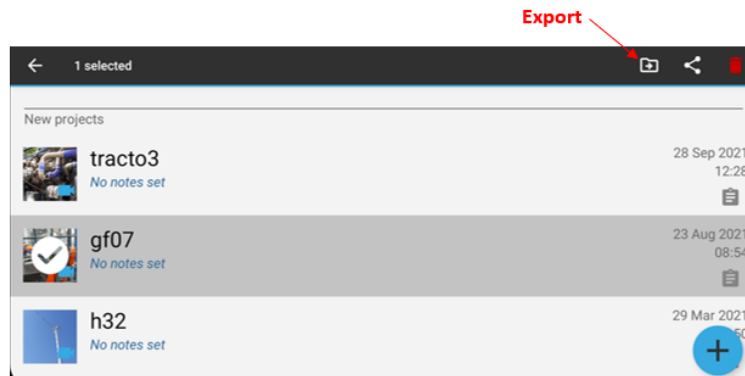 Export
1 selected
New projects
tracto3
No notes set
28 Sep 2021
12:28
gf07
No notes set
23 Aug 2021
08:54
h32
No notes set
29 Mar 2021